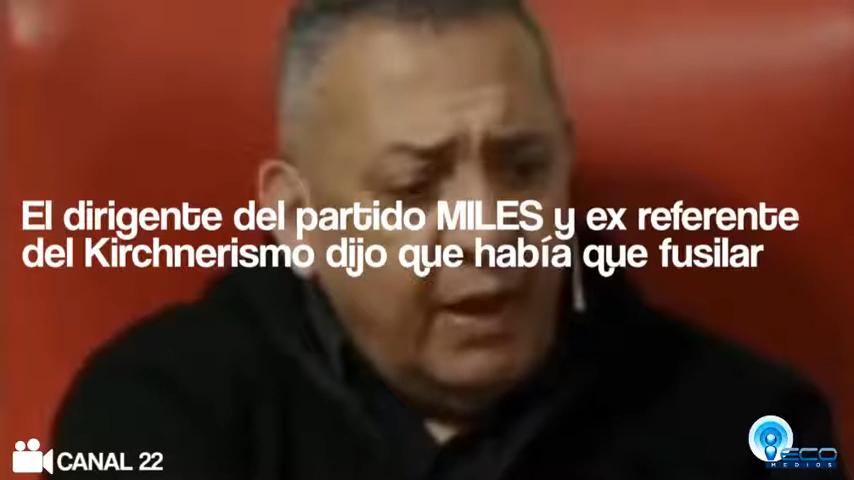 El dirigente del partido MILES y ex referente
del Kirchnerismo dijo que había que fusilar
CANAL 22
ECO
MEDIOS